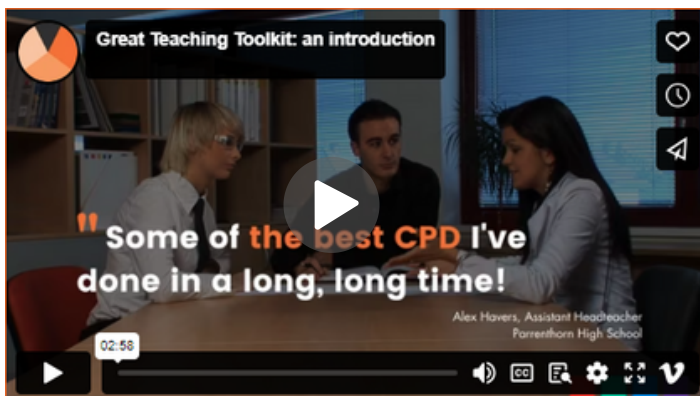 Great Teaching Toolkit: an introduction
"Some of the best CPD I've
done in a long, long time!
Alex Havers, Assistant Headteacher
Parrenthorn High School
02:58
CC